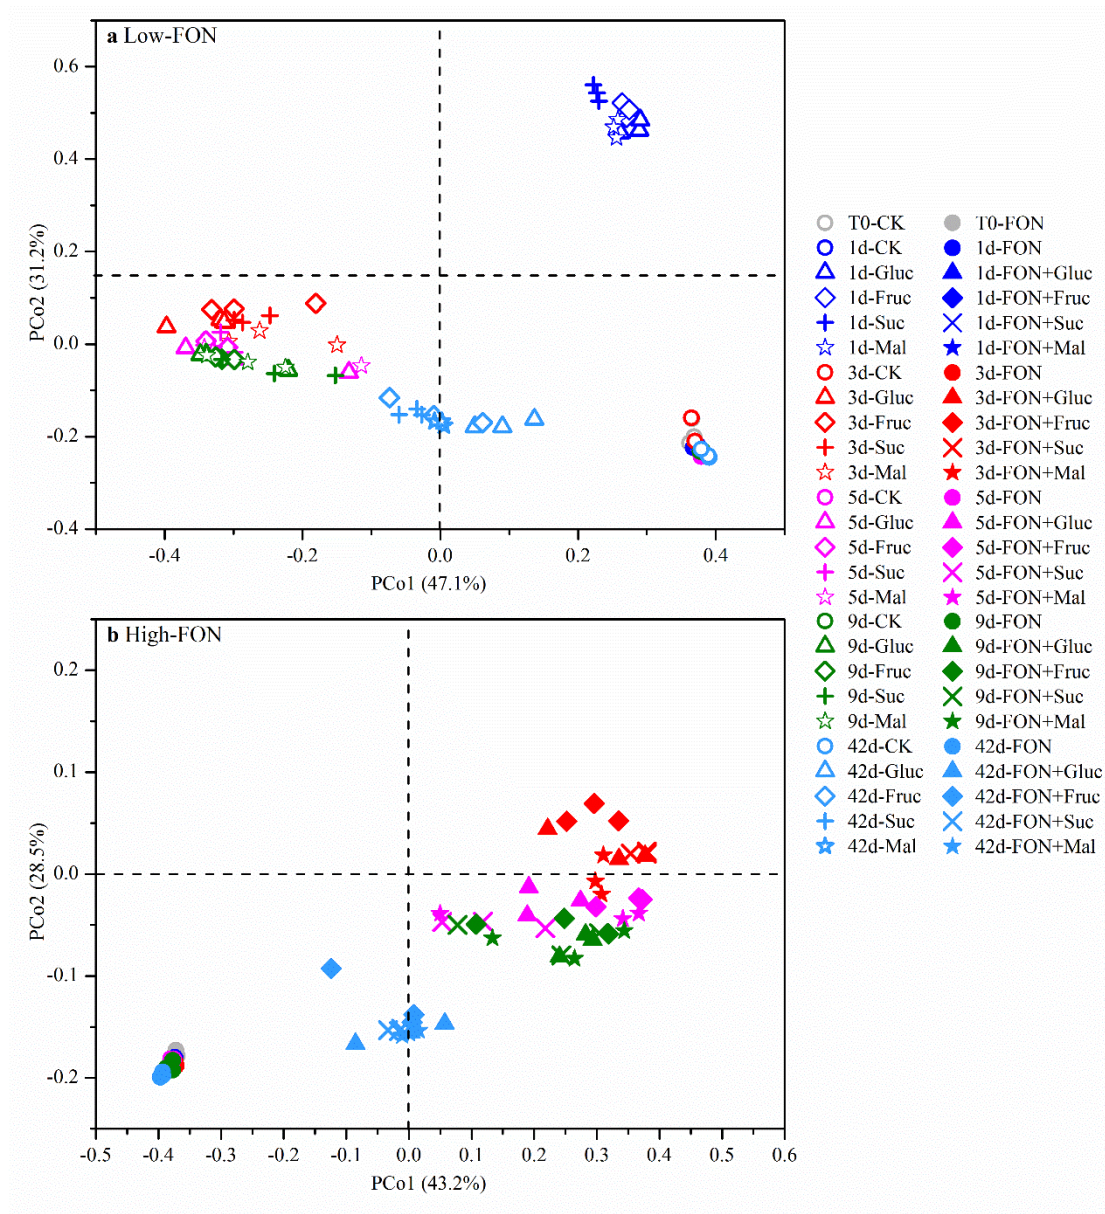 a Low-FON
0.6
0.4
0.2
0.0
-0.2
-0.4
PCo2 (31.2%)
-0.4 -0.2 0.0 0.2 0.4
PCo1 (47.1%)
b High-FON
0.2
0.1
0.0
-0.1
-0.2
PCo2 (28.5%)
-0.5 -0.4 -0.3 -0.2 -0.1 0.0 0.1 0.2 0.3 0.4 0.5 0.6
PCo1 (43.2%)
T0-CK T0-FON
1d-CK 1d-FON
1d-Gluc 1d-FON+Gluc
1d-Fruc 1d-FON+Fruc
1d-Suc 1d-FON+Suc
1d-Mal 1d-FON+Mal
3d-CK 3d-FON
3d-Gluc 3d-FON+Gluc
3d-Fruc 3d-FON+Fruc
3d-Suc 3d-FON+Suc
3d-Mal 3d-FON+Mal
5d-CK 5d-FON
5d-Gluc 5d-FON+Gluc
5d-Fruc 5d-FON+Fruc
5d-Suc 5d-FON+Suc
5d-Mal 5d-FON+Mal
9d-CK 9d-FON
9d-Gluc 9d-FON+Gluc
9d-Fruc 9d-FON+Fruc
9d-Suc 9d-FON+Suc
9d-Mal 9d-FON+Mal
42d-CK 42d-FON
42d-Gluc 42d-FON+Gluc
42d-Fruc 42d-FON+Fruc
42d-Suc 42d-FON+Suc
42d-Mal 42d-FON+Mal